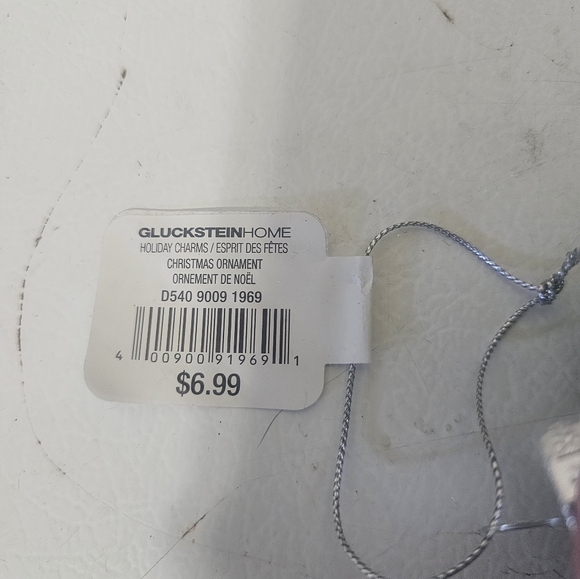 GLUCKSTEINHOME
HOLIDAY CHARMS / ESPRIT DES FÊTES
CHRISTMAS ORNAMENT
ORNEMENT DE NOËL
D540 9009 1969
4 00900 91969 1
$6.99